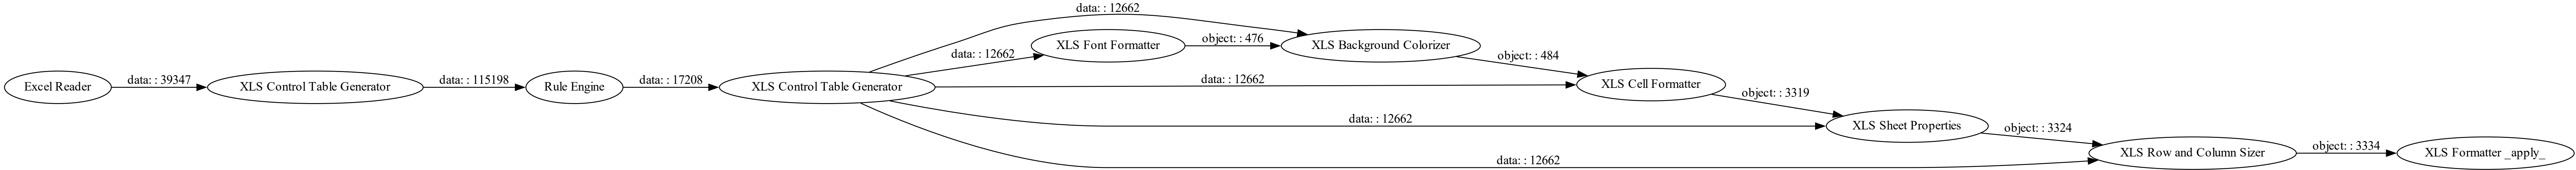 Excel Reader
data: : 39347
XLS Control Table Generator
data: : 115198
Rule Engine
data: : 17208
XLS Control Table Generator
data: : 12662
data: : 12662
XLS Font Formatter
object: : 476
XLS Background Colorizer
object: : 484
data: : 12662
XLS Cell Formatter
object: : 3319
data: : 12662
XLS Sheet Properties
object: : 3324
data: : 12662
XLS Row and Column Sizer
object: : 3334
XLS Formatter _apply_